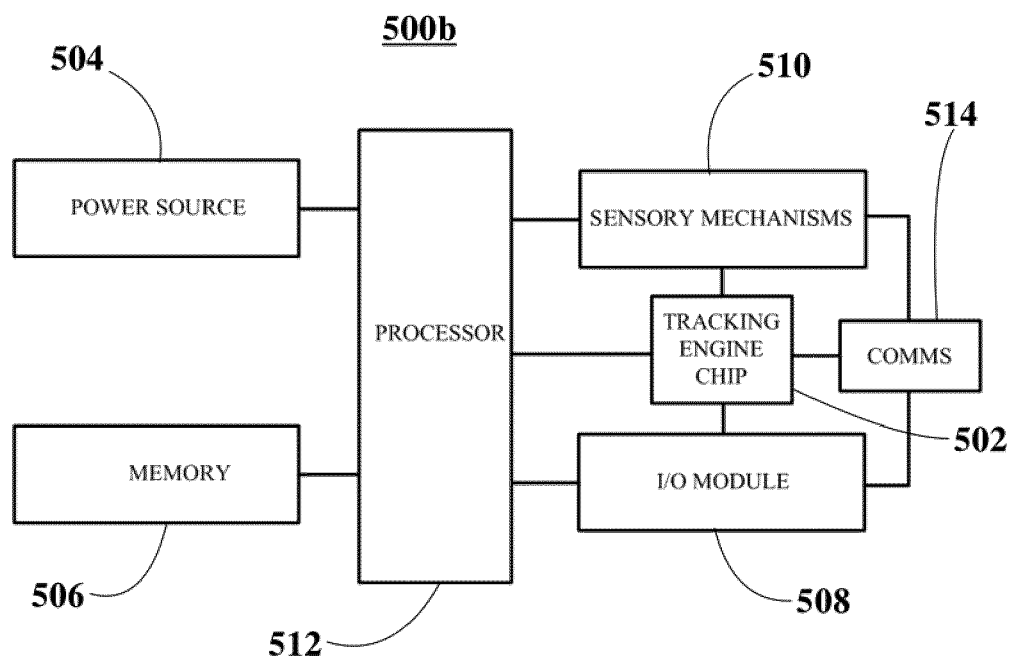 500b
504
510
514
POWER SOURCE
SENSORY MECHANISMS
PROCESSOR
TRACKING
ENGINE
CHIP
COMMS
502
MEMORY
I/O MODULE
506
508
512